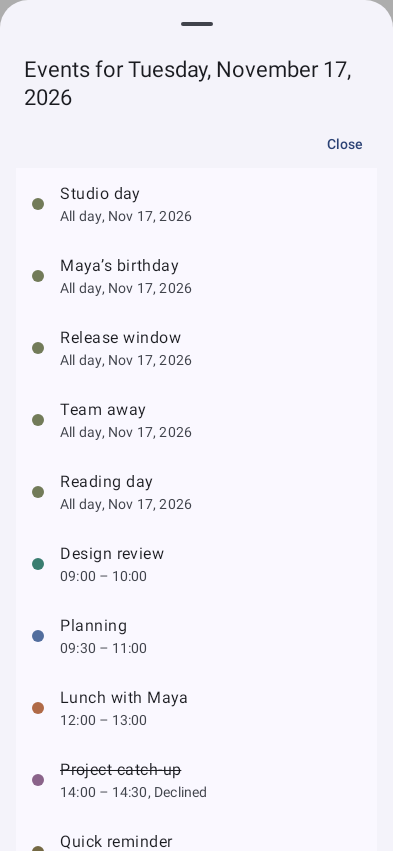 Events for Tuesday, November 17,
2026
Close
Studio day
All day, Nov 17, 2026
Maya’s birthday
All day, Nov 17, 2026
Release window
All day, Nov 17, 2026
Team away
All day, Nov 17, 2026
Reading day
All day, Nov 17, 2026
Design review
09:00 – 10:00
Planning
09:30 – 11:00
Lunch with Maya
12:00 – 13:00
Project catch-up
14:00 – 14:30, Declined
Quick reminder